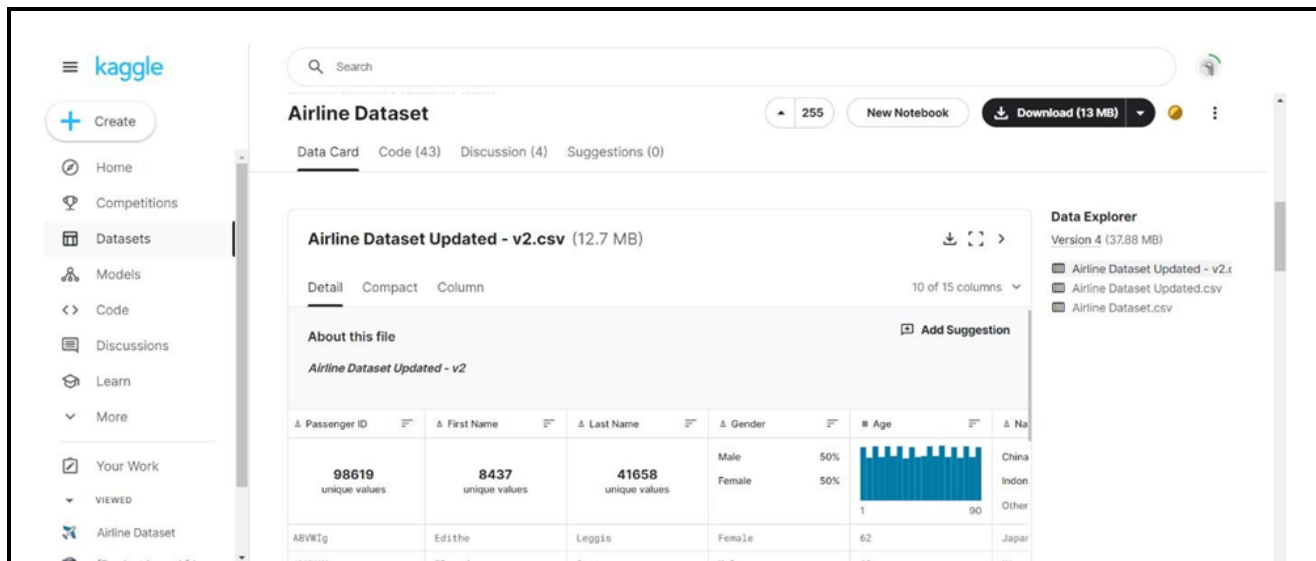 kaggle
Search
Create
Home
Competitions
Datasets
Models
Code
Discussions
Learn
More
Your Work
VIEWED
Airline Dataset
Airline Dataset
255
New Notebook
Download (13 MB)
Data Card Code (43) Discussion (4) Suggestions (0)
Airline Dataset Updated - v2.csv (12.7 MB)
Detail Compact Column
10 of 15 columns
About this file
Add Suggestion
Airline Dataset Updated - v2
Passenger ID First Name Last Name Gender # Age Na
98619 8437 41658 Male 50% China
unique values unique values unique values Female 50% Indon
1 90 Other
ABVWIg Edithe Leggis Female 62 Japar
Data Explorer
Version 4 (37.88 MB)
Airline Dataset Updated - v2.c
Airline Dataset Updated.csv
Airline Dataset.csv